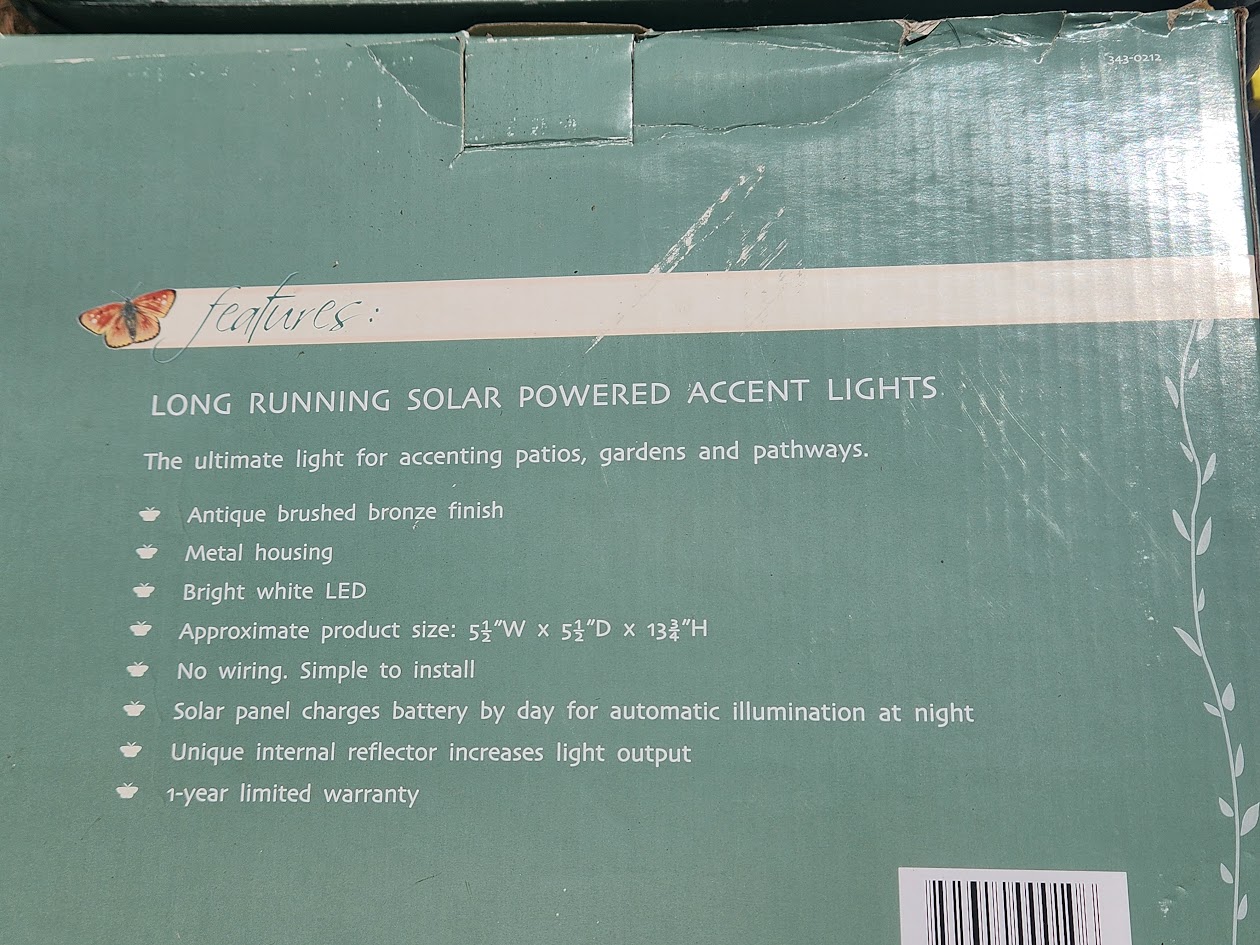 343-0212
features:
LONG RUNNING SOLAR POWERED ACCENT LIGHTS
The ultimate light for accenting patios, gardens and pathways.
Antique brushed bronze finish
Metal housing
Bright white LED
Approximate product size: 5½"W x 5½"D x 13¾"H
No wiring. Simple to install
Solar panel charges battery by day for automatic illumination at night
Unique internal reflector increases light output
1-year limited warranty